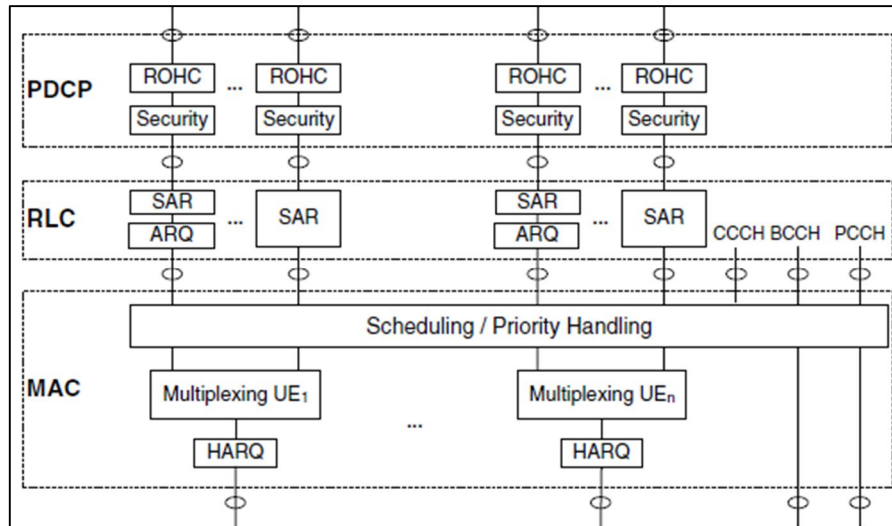 ROHC ... ROHC ROHC ... ROHC
PDCP
Security Security Security Security
SAR SAR SAR SAR
RLC ... ...
ARQ ARQ CCCH BCCH PCCH
Scheduling / Priority Handling
MAC Multiplexing UE1 Multiplexing UEn
...
HARQ HARQ